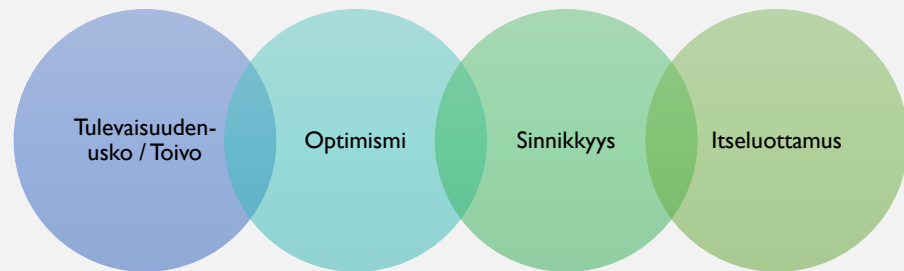 Tulevaisuuden-
usko / Toivo
Optimismi
Sinnikkyys
Itseluottamus